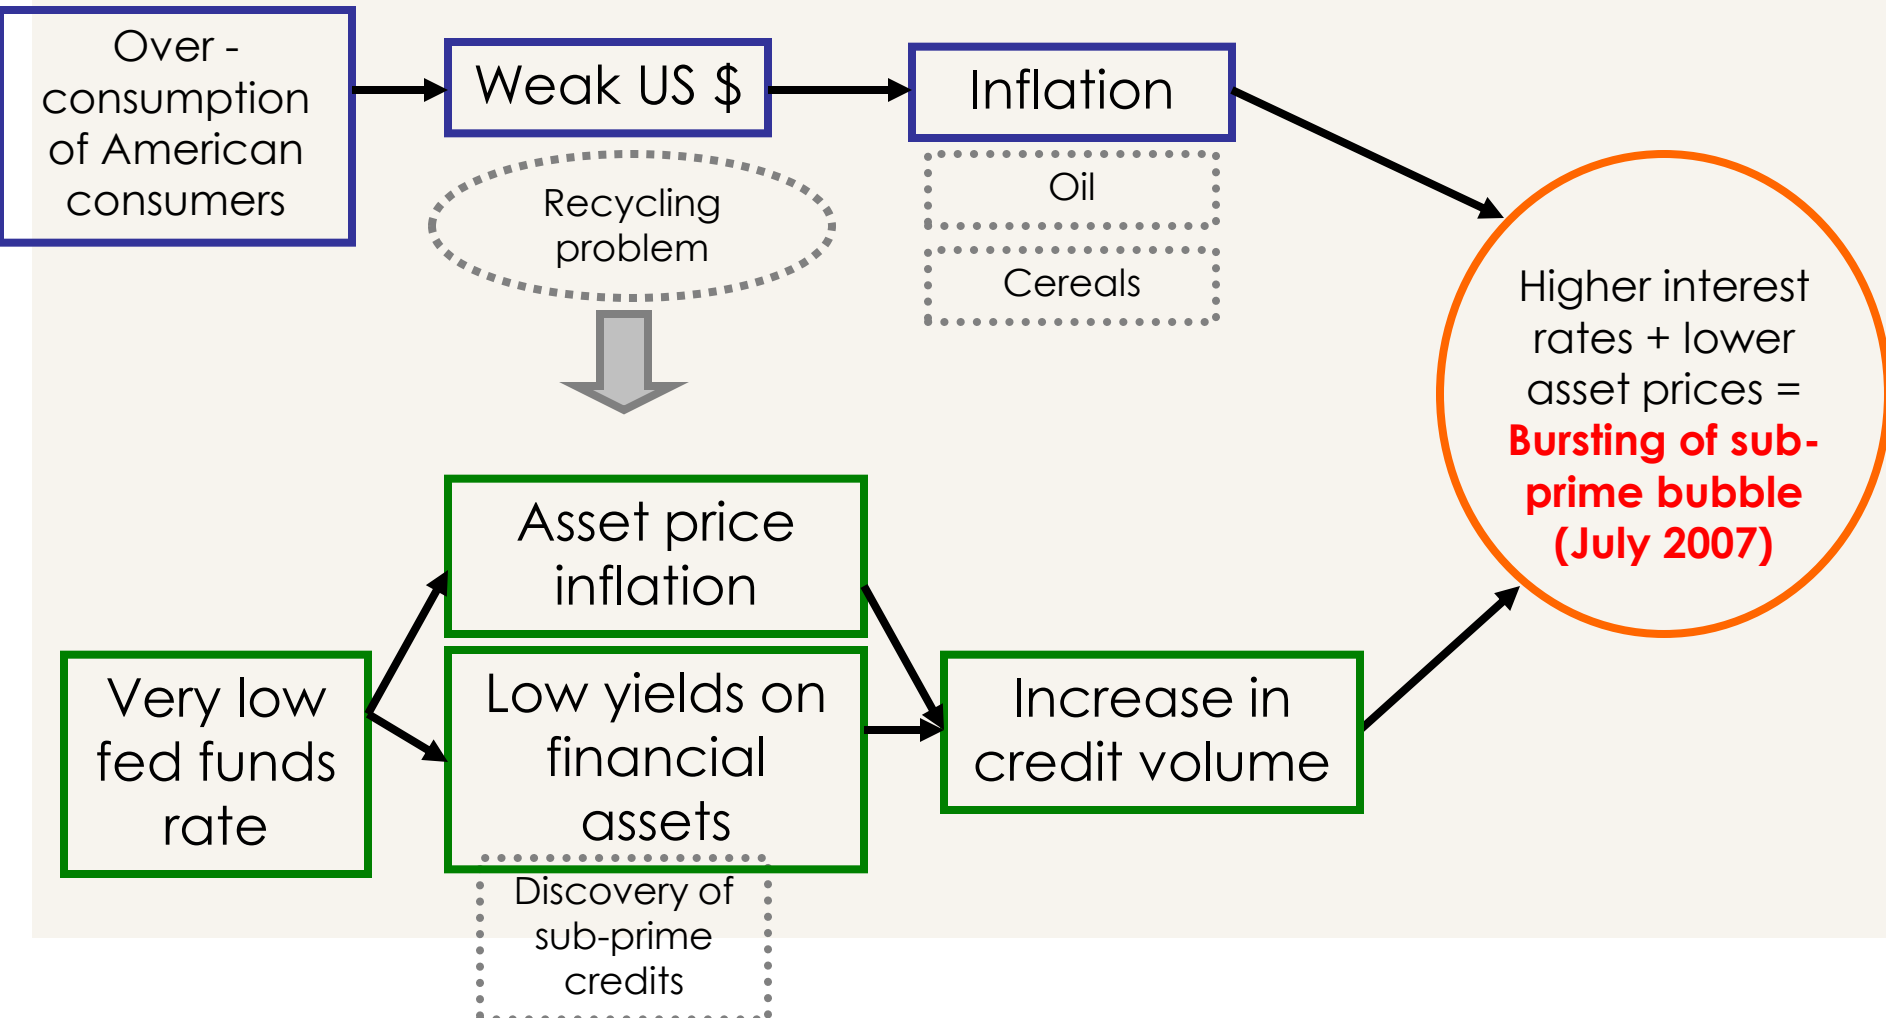 Over -
consumption
of American
consumers
Weak US $
Inflation
Recycling
problem
Oil
Cereals
Higher interest
rates + lower
asset prices =
Bursting of sub-
prime bubble
(July 2007)
Asset price
inflation
Very low
fed funds
rate
Low yields on
financial
assets
Increase in
credit volume
Discovery of
sub-prime
credits